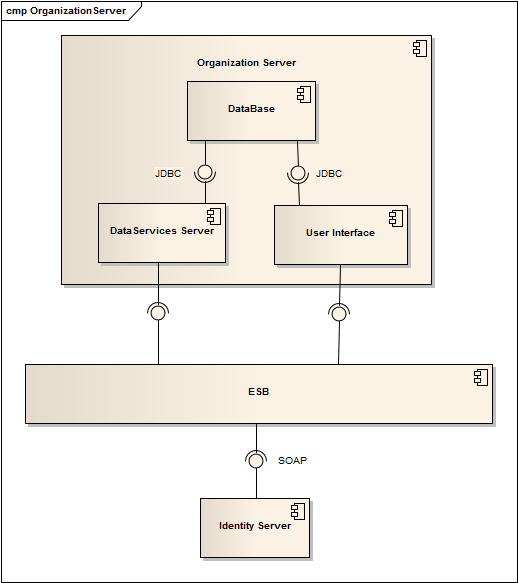 cmp OrganizationServer
Organization Server
DataBase
JDBC
JDBC
DataServices Server
User Interface
ESB
SOAP
Identity Server